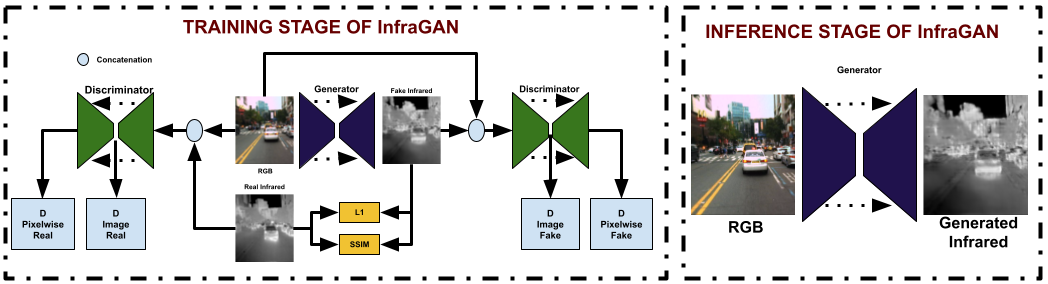 TRAINING STAGE OF InfraGAN
Concatenation
Discriminator
Generator
Fake Infrared
Discriminator
RGB
Real Infrared
L1
SSIM
D
Pixelwise
Real
D
Image
Real
D
Image
Fake
D
Pixelwise
Fake
INFERENCE STAGE OF InfraGAN
Generator
RGB
Generated
Infrared